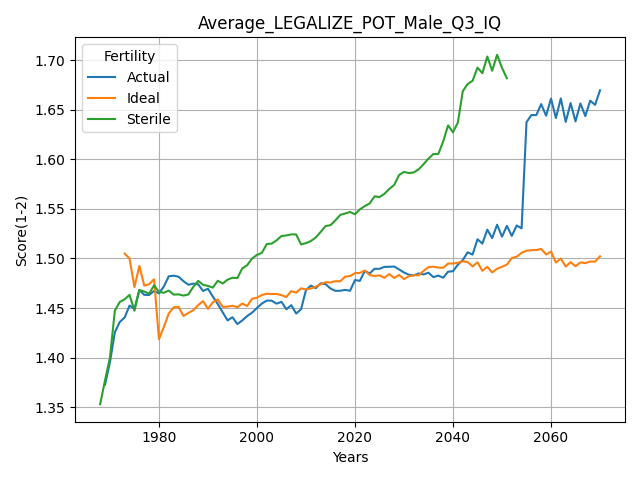 Average_LEGALIZE_POT_Male_Q3_IQ
Fertility
Actual
Ideal
Sterile
Score(1-2)
1.70
1.65
1.60
1.55
1.50
1.45
1.40
1.35
1980
2000
2020
2040
2060
Years